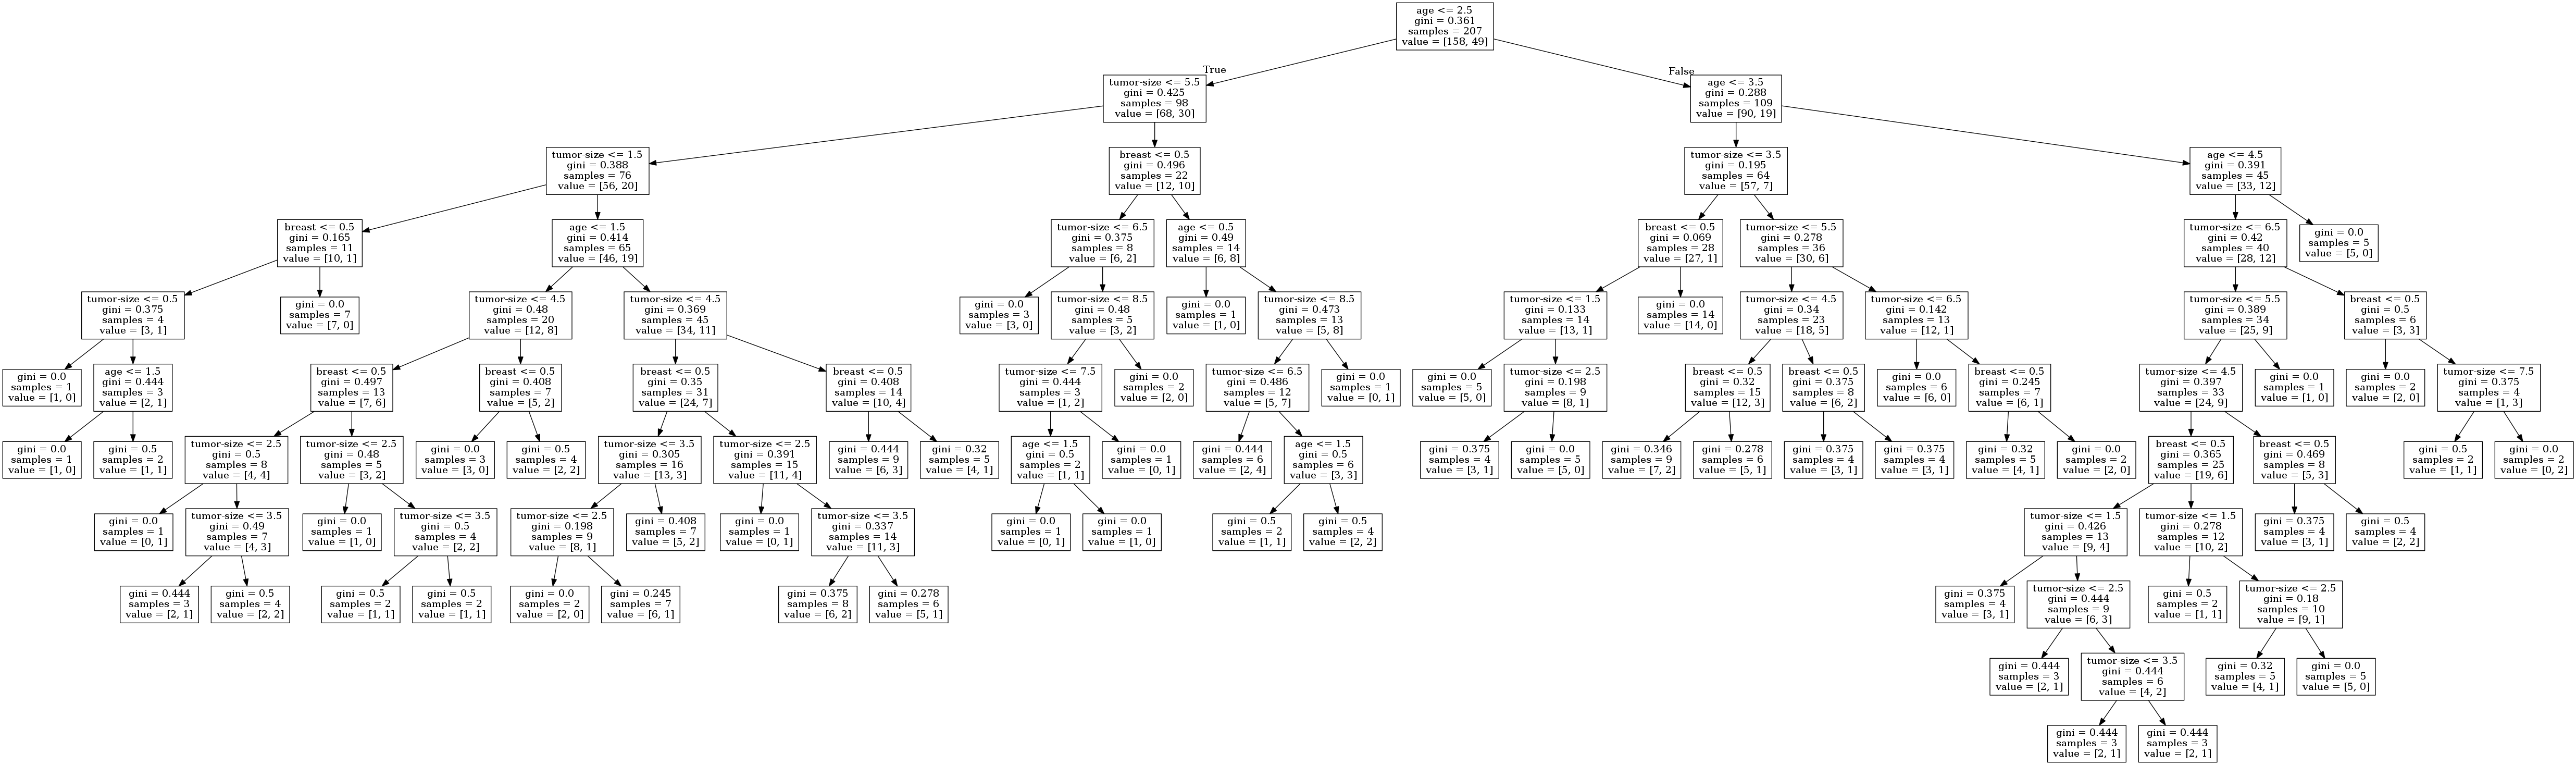 age <= 2.5
gini = 0.361
samples = 207
value = [158, 49]
True
False
tumor-size <= 5.5
gini = 0.425
samples = 98
value = [68, 30]
age <= 3.5
gini = 0.288
samples = 109
value = [90, 19]
tumor-size <= 1.5
gini = 0.388
samples = 76
value = [56, 20]
breast <= 0.5
gini = 0.496
samples = 22
value = [12, 10]
tumor-size <= 3.5
gini = 0.195
samples = 64
value = [57, 7]
age <= 4.5
gini = 0.391
samples = 45
value = [33, 12]
breast <= 0.5
gini = 0.165
samples = 11
value = [10, 1]
age <= 1.5
gini = 0.414
samples = 65
value = [46, 19]
tumor-size <= 6.5
gini = 0.375
samples = 8
value = [6, 2]
age <= 0.5
gini = 0.49
samples = 14
value = [6, 8]
breast <= 0.5
gini = 0.069
samples = 28
value = [27, 1]
tumor-size <= 5.5
gini = 0.278
samples = 36
value = [30, 6]
tumor-size <= 6.5
gini = 0.42
samples = 40
value = [28, 12]
gini = 0.0
samples = 5
value = [5, 0]
tumor-size <= 0.5
gini = 0.375
samples = 4
value = [3, 1]
gini = 0.0
samples = 7
value = [7, 0]
tumor-size <= 4.5
gini = 0.48
samples = 20
value = [12, 8]
tumor-size <= 4.5
gini = 0.369
samples = 45
value = [34, 11]
gini = 0.0
samples = 3
value = [3, 0]
tumor-size <= 8.5
gini = 0.48
samples = 5
value = [3, 2]
gini = 0.0
samples = 1
value = [1, 0]
tumor-size <= 8.5
gini = 0.473
samples = 13
value = [5, 8]
tumor-size <= 1.5
gini = 0.133
samples = 14
value = [13, 1]
gini = 0.0
samples = 14
value = [14, 0]
tumor-size <= 4.5
gini = 0.34
samples = 23
value = [18, 5]
tumor-size <= 6.5
gini = 0.142
samples = 13
value = [12, 1]
tumor-size <= 5.5
gini = 0.389
samples = 34
value = [25, 9]
breast <= 0.5
gini = 0.5
samples = 6
value = [3, 3]
gini = 0.0
samples = 1
value = [1, 0]
age <= 1.5
gini = 0.444
samples = 3
value = [2, 1]
breast <= 0.5
gini = 0.497
samples = 13
value = [7, 6]
breast <= 0.5
gini = 0.408
samples = 7
value = [5, 2]
breast <= 0.5
gini = 0.35
samples = 31
value = [24, 7]
breast <= 0.5
gini = 0.408
samples = 14
value = [10, 4]
tumor-size <= 7.5
gini = 0.444
samples = 3
value = [1, 2]
gini = 0.0
samples = 2
value = [2, 0]
tumor-size <= 6.5
gini = 0.486
samples = 12
value = [5, 7]
gini = 0.0
samples = 1
value = [0, 1]
gini = 0.0
samples = 5
value = [5, 0]
tumor-size <= 2.5
gini = 0.198
samples = 9
value = [8, 1]
breast <= 0.5
gini = 0.32
samples = 15
value = [12, 3]
breast <= 0.5
gini = 0.375
samples = 8
value = [6, 2]
gini = 0.0
samples = 6
value = [6, 0]
breast <= 0.5
gini = 0.245
samples = 7
value = [6, 1]
tumor-size <= 4.5
gini = 0.397
samples = 33
value = [24, 9]
gini = 0.0
samples = 1
value = [1, 0]
gini = 0.0
samples = 2
value = [2, 0]
tumor-size <= 7.5
gini = 0.375
samples = 4
value = [1, 3]
gini = 0.0
samples = 1
value = [1, 0]
gini = 0.5
samples = 2
value = [1, 1]
tumor-size <= 2.5
gini = 0.5
samples = 8
value = [4, 4]
tumor-size <= 2.5
gini = 0.48
samples = 5
value = [3, 2]
gini = 0.0
samples = 3
value = [3, 0]
gini = 0.5
samples = 4
value = [2, 2]
tumor-size <= 3.5
gini = 0.305
samples = 16
value = [13, 3]
tumor-size <= 2.5
gini = 0.391
samples = 15
value = [11, 4]
gini = 0.444
samples = 9
value = [6, 3]
gini = 0.32
samples = 5
value = [4, 1]
age <= 1.5
gini = 0.5
samples = 2
value = [1, 1]
gini = 0.0
samples = 1
value = [0, 1]
gini = 0.444
samples = 6
value = [2, 4]
age <= 1.5
gini = 0.5
samples = 6
value = [3, 3]
gini = 0.375
samples = 4
value = [3, 1]
gini = 0.0
samples = 5
value = [5, 0]
gini = 0.346
samples = 9
value = [7, 2]
gini = 0.278
samples = 6
value = [5, 1]
gini = 0.375
samples = 4
value = [3, 1]
gini = 0.375
samples = 4
value = [3, 1]
gini = 0.32
samples = 5
value = [4, 1]
gini = 0.0
samples = 2
value = [2, 0]
breast <= 0.5
gini = 0.365
samples = 25
value = [19, 6]
breast <= 0.5
gini = 0.469
samples = 8
value = [5, 3]
gini = 0.5
samples = 2
value = [1, 1]
gini = 0.0
samples = 2
value = [0, 2]
gini = 0.0
samples = 1
value = [0, 1]
tumor-size <= 3.5
gini = 0.49
samples = 7
value = [4, 3]
gini = 0.0
samples = 1
value = [1, 0]
tumor-size <= 3.5
gini = 0.5
samples = 4
value = [2, 2]
tumor-size <= 2.5
gini = 0.198
samples = 9
value = [8, 1]
gini = 0.408
samples = 7
value = [5, 2]
gini = 0.0
samples = 1
value = [0, 1]
tumor-size <= 3.5
gini = 0.337
samples = 14
value = [11, 3]
gini = 0.0
samples = 1
value = [0, 1]
gini = 0.0
samples = 1
value = [1, 0]
gini = 0.5
samples = 2
value = [1, 1]
gini = 0.5
samples = 4
value = [2, 2]
tumor-size <= 1.5
gini = 0.426
samples = 13
value = [9, 4]
tumor-size <= 1.5
gini = 0.278
samples = 12
value = [10, 2]
gini = 0.375
samples = 4
value = [3, 1]
gini = 0.5
samples = 4
value = [2, 2]
gini = 0.444
samples = 3
value = [2, 1]
gini = 0.5
samples = 4
value = [2, 2]
gini = 0.5
samples = 2
value = [1, 1]
gini = 0.5
samples = 2
value = [1, 1]
gini = 0.0
samples = 2
value = [2, 0]
gini = 0.245
samples = 7
value = [6, 1]
gini = 0.375
samples = 8
value = [6, 2]
gini = 0.278
samples = 6
value = [5, 1]
gini = 0.375
samples = 4
value = [3, 1]
tumor-size <= 2.5
gini = 0.444
samples = 9
value = [6, 3]
gini = 0.5
samples = 2
value = [1, 1]
tumor-size <= 2.5
gini = 0.18
samples = 10
value = [9, 1]
gini = 0.444
samples = 3
value = [2, 1]
tumor-size <= 3.5
gini = 0.444
samples = 6
value = [4, 2]
gini = 0.32
samples = 5
value = [4, 1]
gini = 0.0
samples = 5
value = [5, 0]
gini = 0.444
samples = 3
value = [2, 1]
gini = 0.444
samples = 3
value = [2, 1]